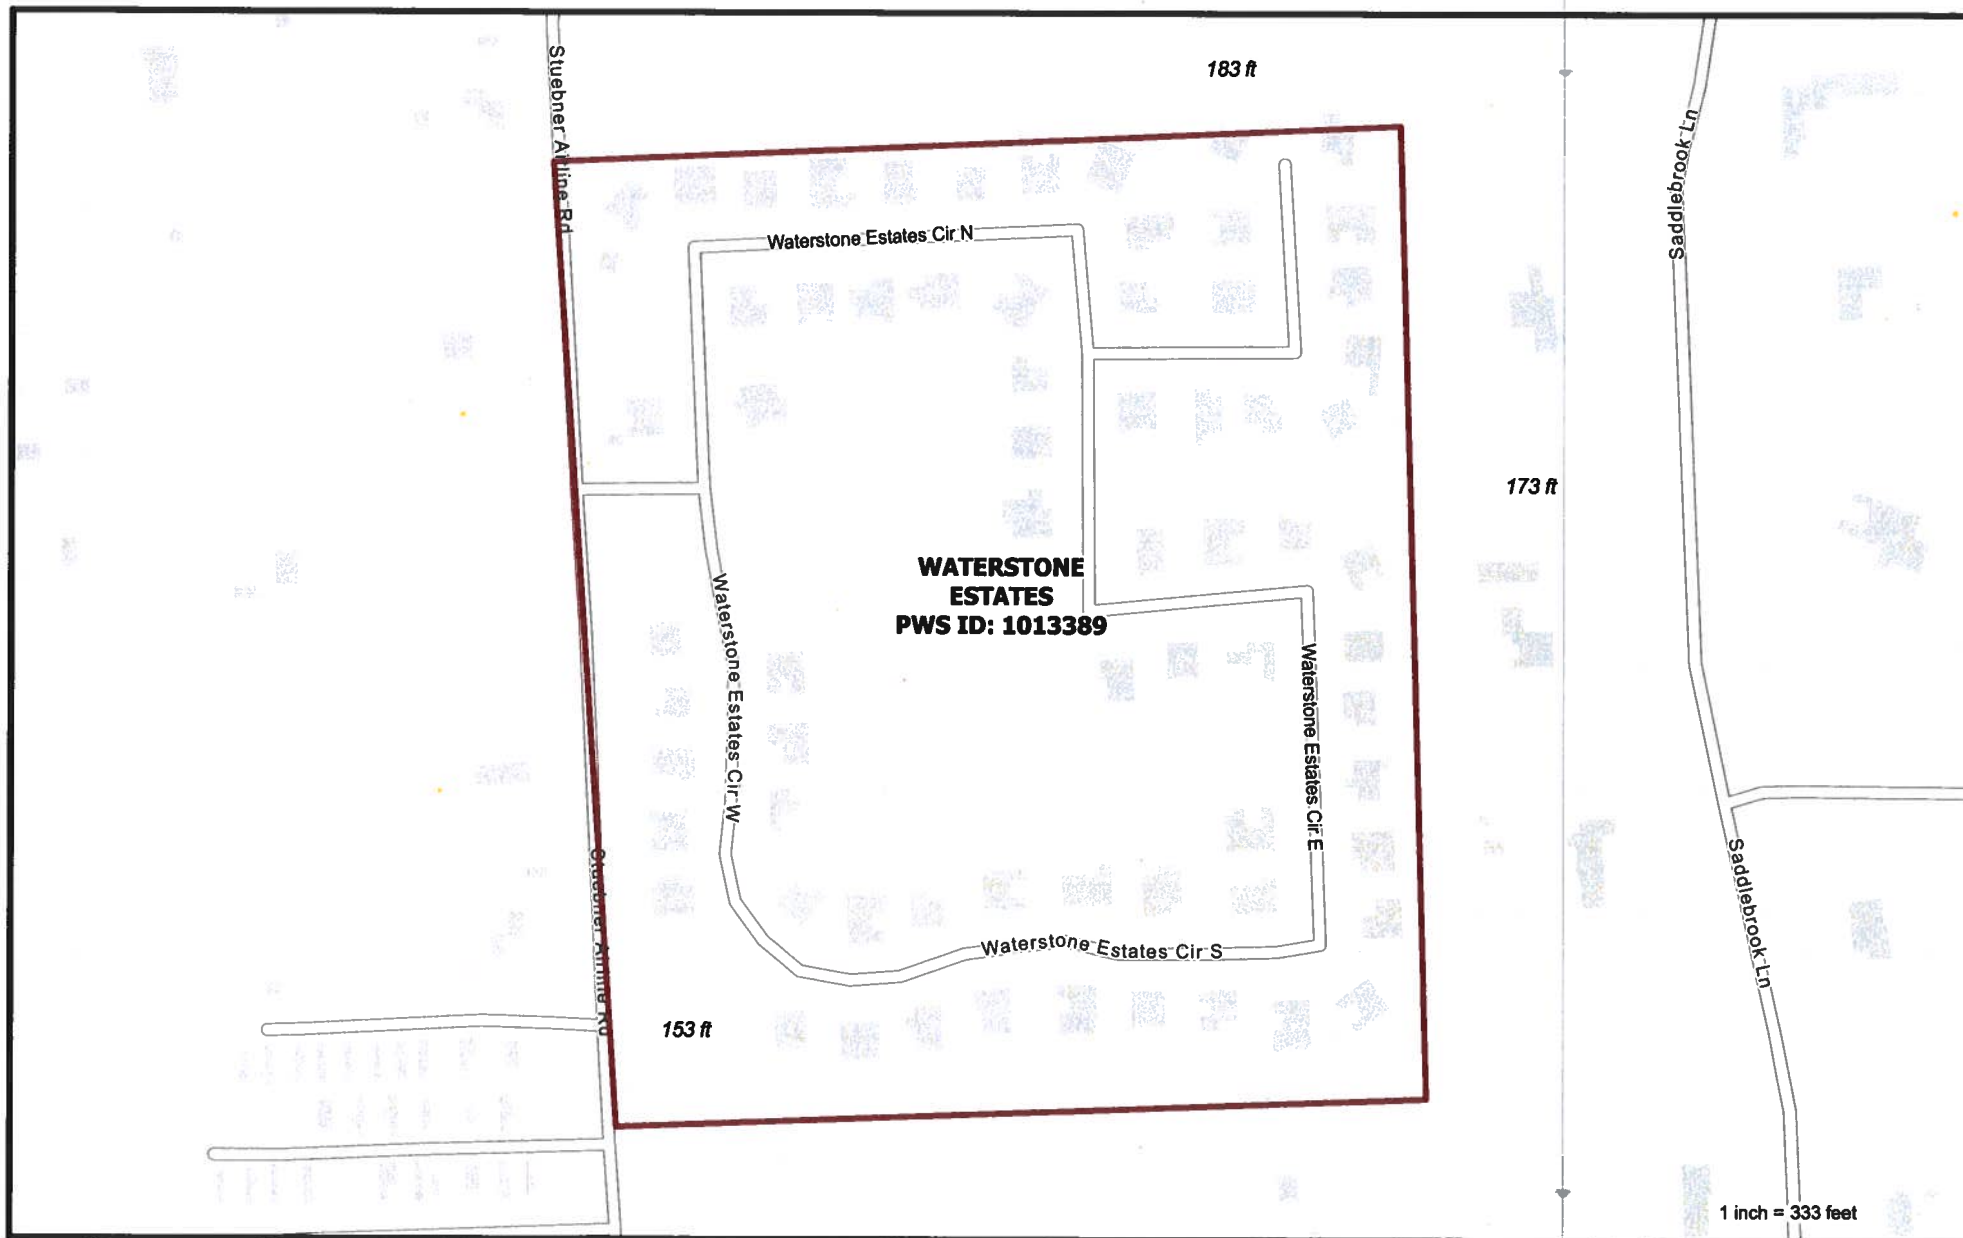 183 ft
Stuebner Airline Rd
Saddlebrook Ln
Waterstone Estates Cir N
173 ft
WATERSTONE
ESTATES
PWS ID: 1013389
Waterstone Estates Cir W
Waterstone Estates Cir E
Stuebner Airline Rd
Saddlebrook Ln
Waterstone Estates Cir S
153 ft
1 inch = 333 feet